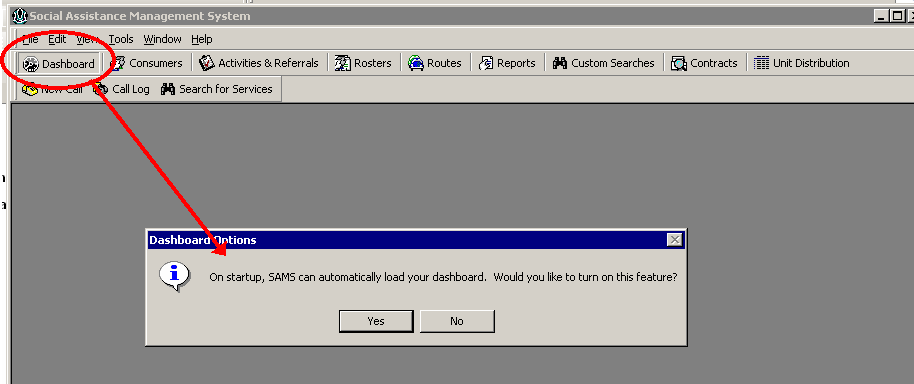 Social Assistance Management System
File Edit View Tools Window Help
Dashboard Consumers Activities & Referrals Rosters Routes Reports Custom Searches Contracts Unit Distribution
New Call Call Log Search for Services
Dashboard Options
On startup, SAMS can automatically load your dashboard. Would you like to turn on this feature?
Yes No